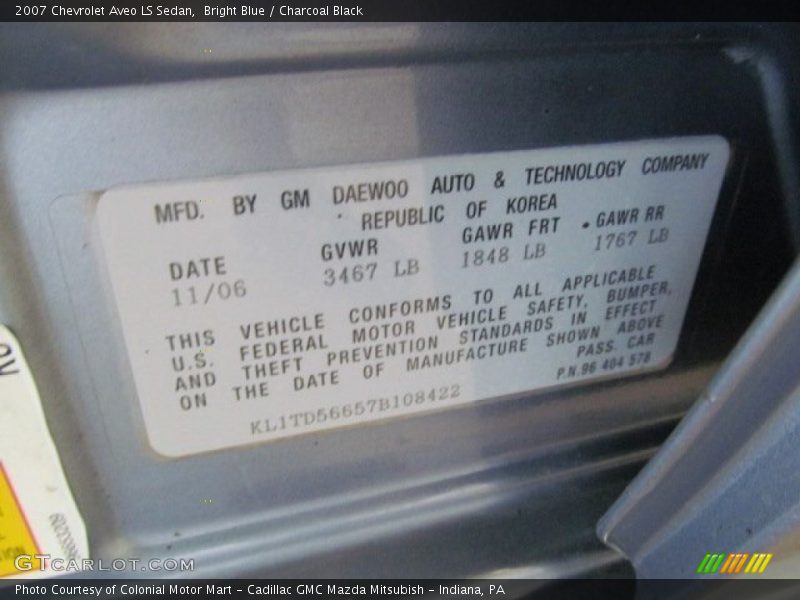 2007 Chevrolet Aveo LS Sedan, Bright Blue / Charcoal Black
MFD. BY GM DAEWOO AUTO & TECHNOLOGY COMPANY
REPUBLIC OF KOREA
DATE GVWR GAWR FRT GAWR RR
11/06 3467 LB 1848 LB 1767 LB
THIS VEHICLE CONFORMS TO ALL APPLICABLE
U.S. FEDERAL MOTOR VEHICLE SAFETY, BUMPER,
AND THEFT PREVENTION STANDARDS IN EFFECT
ON THE DATE OF MANUFACTURE SHOWN ABOVE
PASS. CAR
KL1TD56657B108422
P.N.96 404 578
GTCARLOT.COM
Photo Courtesy of Colonial Motor Mart - Cadillac GMC Mazda Mitsubish - Indiana, PA